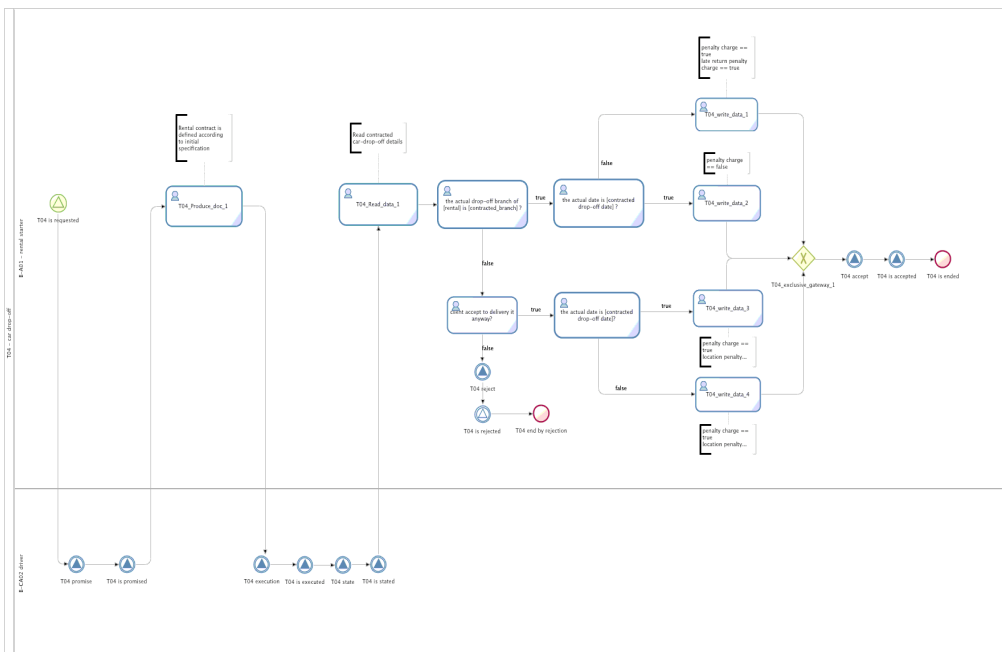 T04 - car drop-off
B-A01 - rental starter
B-CA02 driver
T04 is requested
Rental contract is
defined according
to initial
specification
T04_Produce_doc_1
Read contracted
car-drop-off details
T04_Read_data_1
the actual drop-off branch of
[rental] is [contracted_branch] ?
true
the actual date is [contracted
drop-off date] ?
false
true
penalty charge ==
true
late return penalty
charge == true
T04_write_data_1
penalty charge
== false
T04_write_data_2
false
client accept to delivery it
anyway?
true
the actual date is [contracted
drop-off date]?
true
T04_write_data_3
penalty charge ==
true
location penalty...
false
T04_write_data_4
penalty charge ==
true
location penalty...
T04_exclusive_gateway_1
T04 accept
T04 is accepted
T04 is ended
false
T04 reject
T04 is rejected
T04 end by rejection
T04 promise
T04 is promised
T04 execution
T04 is executed
T04 state
T04 is stated